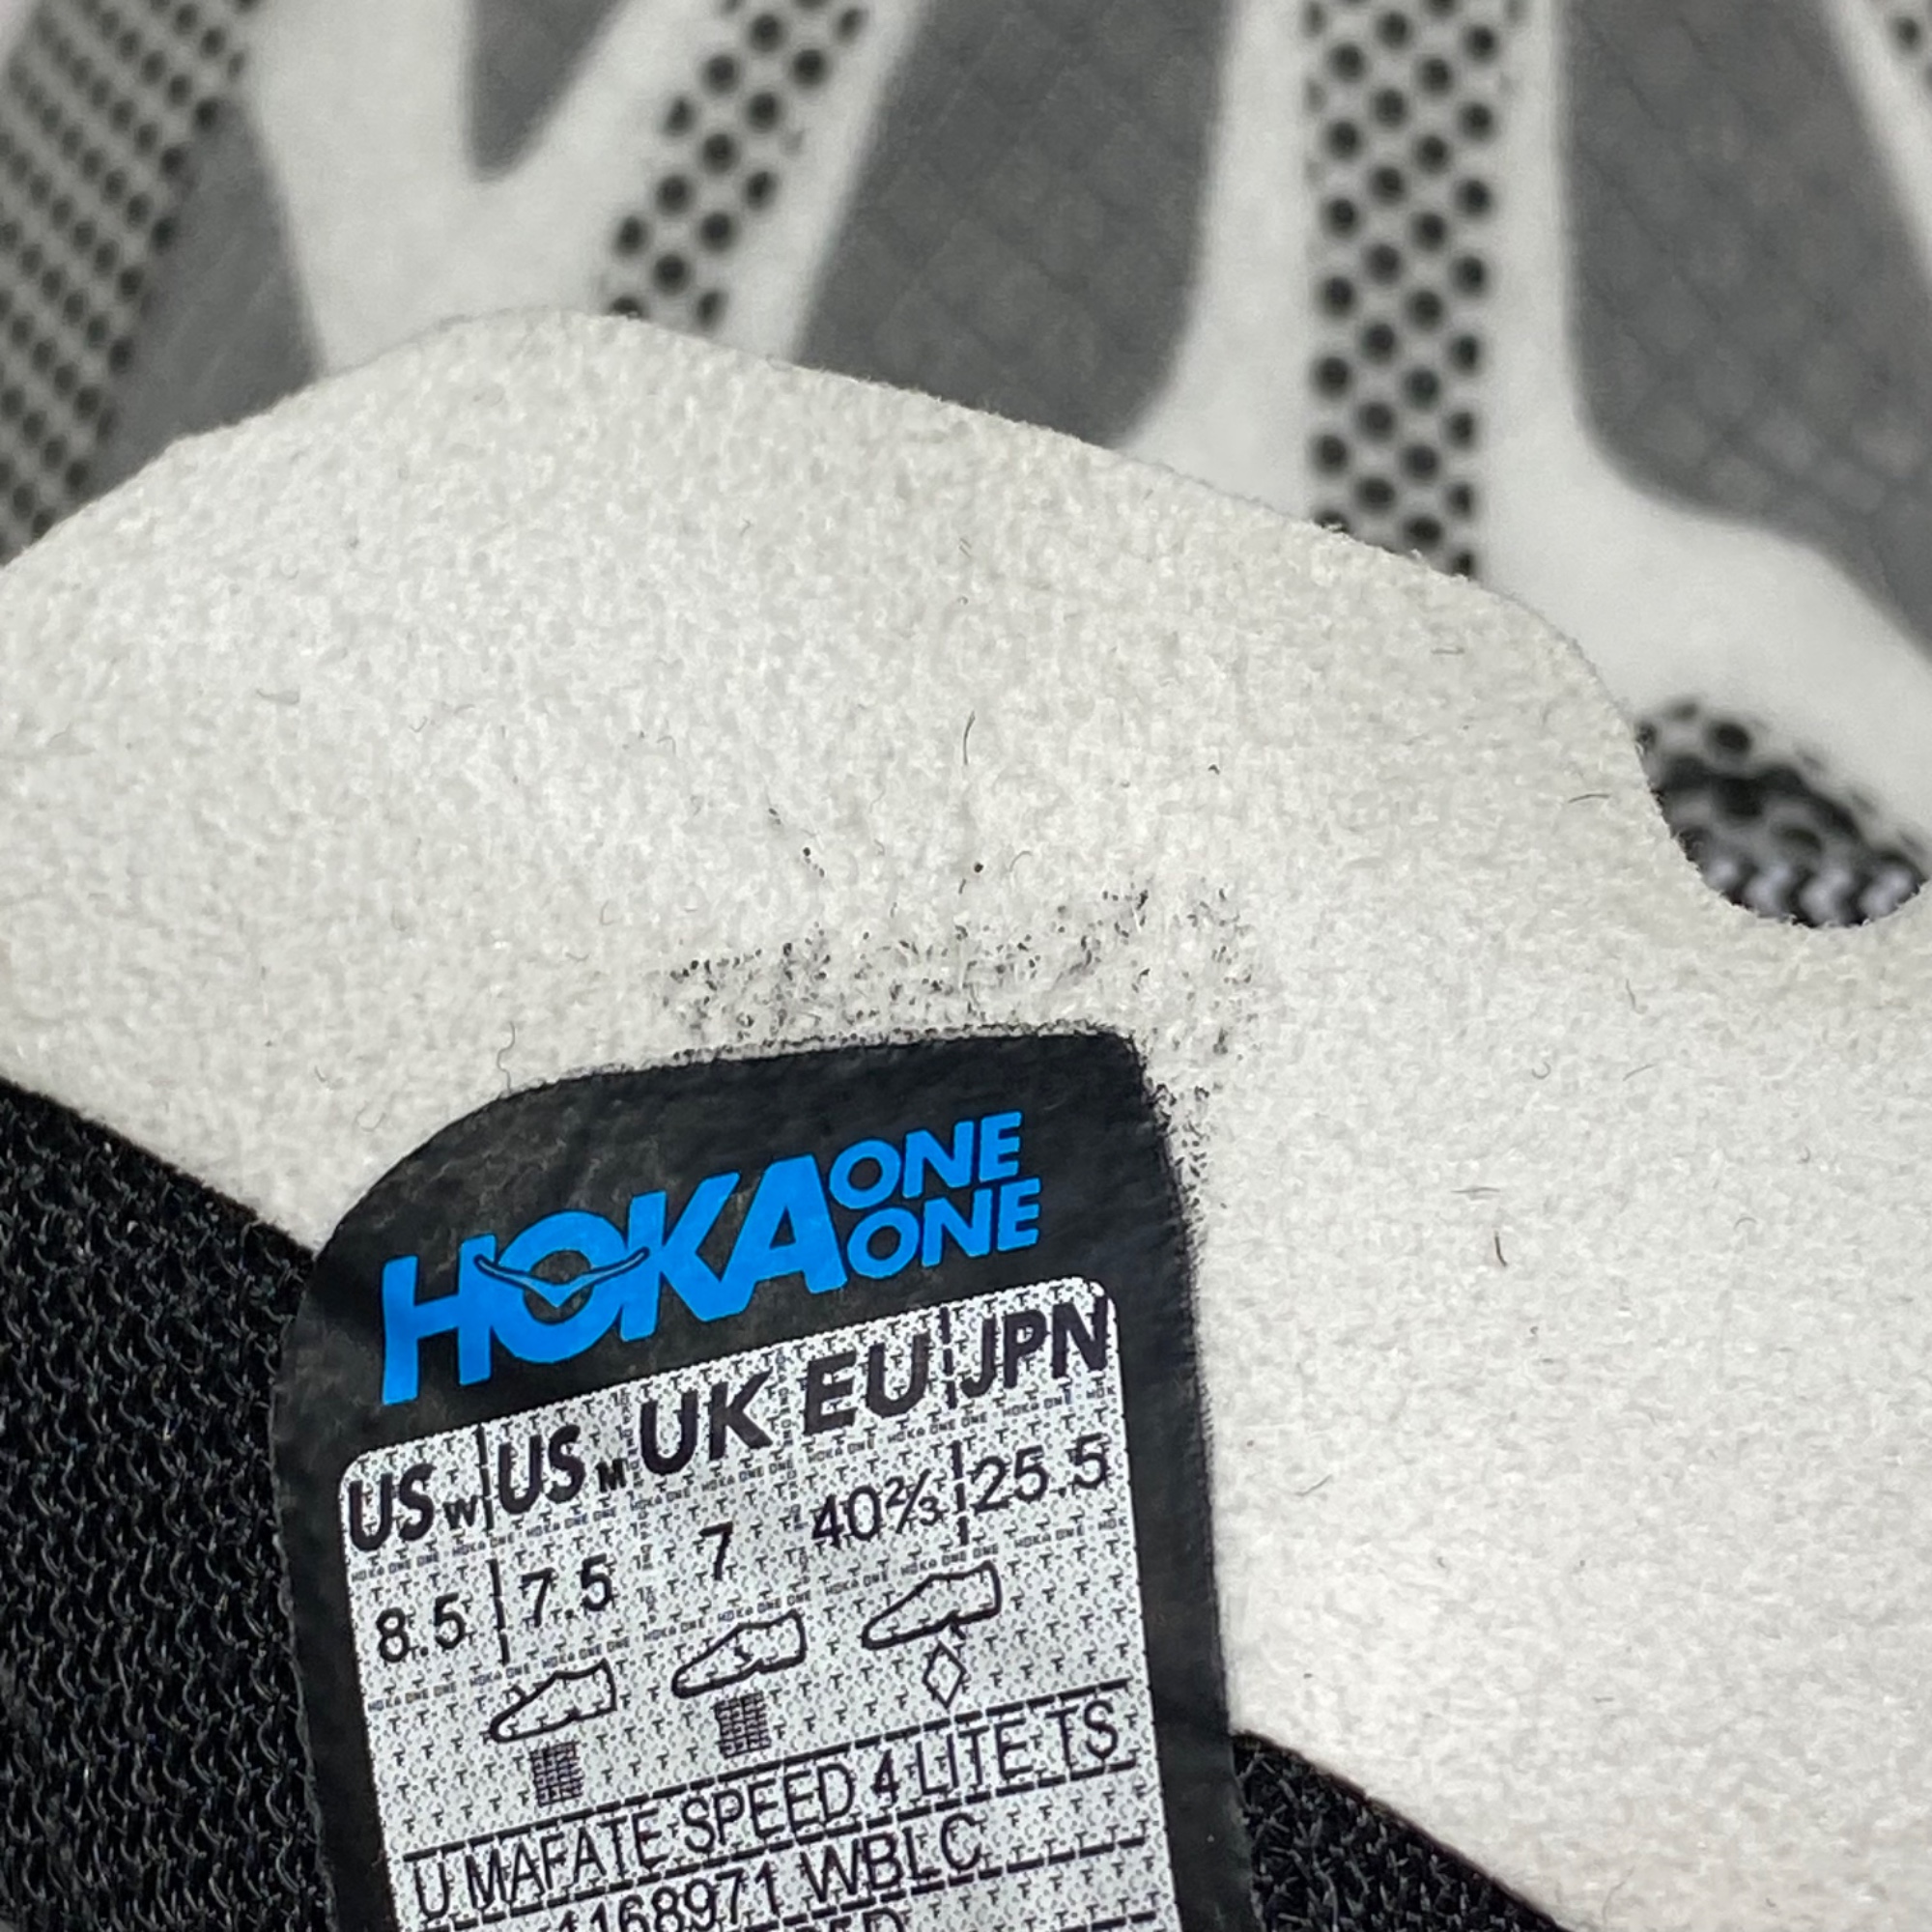 HOKA ONE ONE
US W US M UK EU JPN
8.5 7.5 7 40⅔ 25.5
U MAFATE SPEED 4 LITE TS
1168971 WBLC